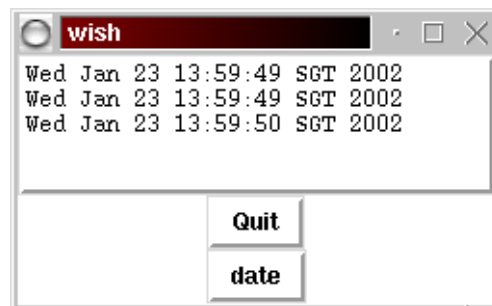 wish
Wed Jan 23 13:59:49 SGT 2002
Wed Jan 23 13:59:49 SGT 2002
Wed Jan 23 13:59:50 SGT 2002
Quit
date